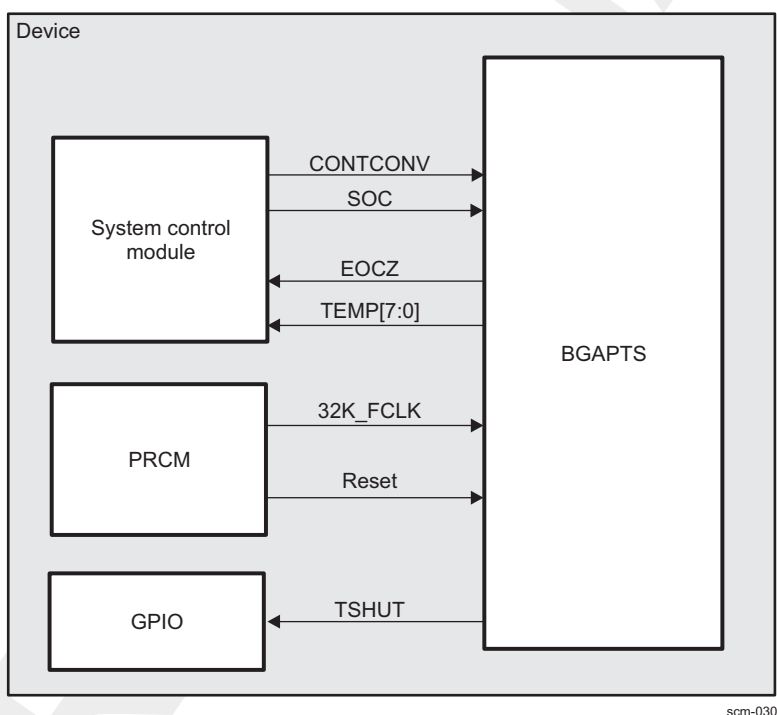 Device
CONTCONV
SOC
System control
module
EOCZ
TEMP[7:0]
BGAPTS
32K_FCLK
PRCM
Reset
TSHUT
GPIO
scm-030